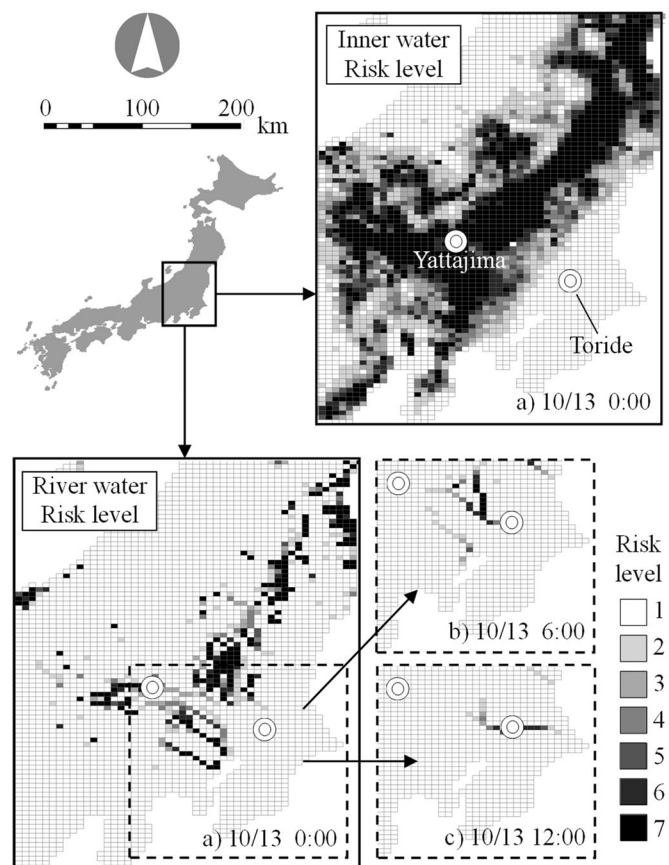 0 100 200
km
Inner water
Risk level
Yattajima
Toride
a) 10/13 0:00
River water
Risk level
a) 10/13 0:00
b) 10/13 6:00
c) 10/13 12:00
Risk
level
1
2
3
4
5
6
7